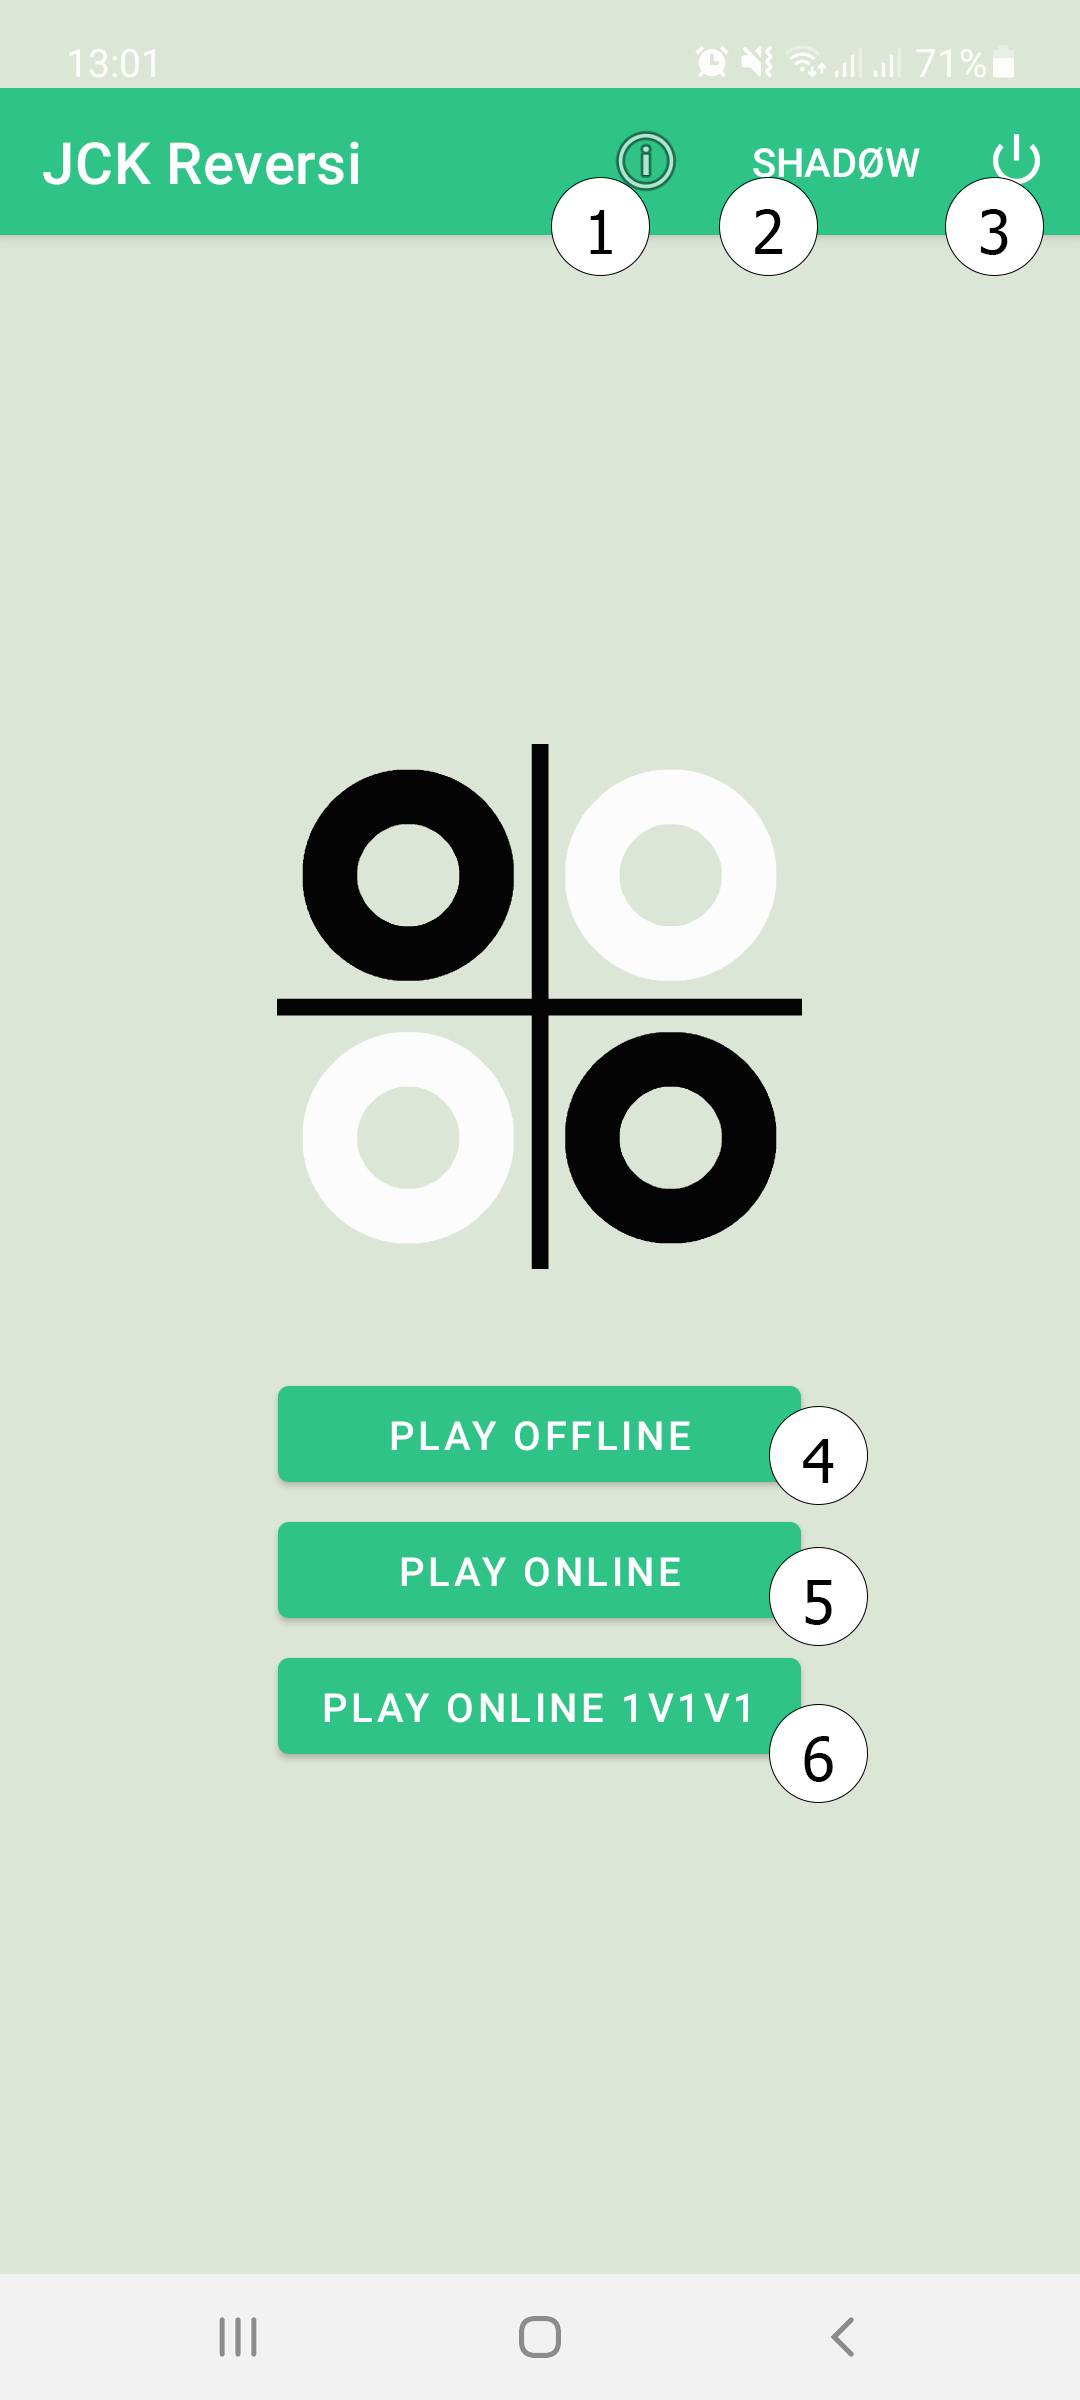 13:01 71%
JCK Reversi i SHADØW
1 2 3
PLAY OFFLINE
4
PLAY ONLINE
5
PLAY ONLINE 1V1V1
6